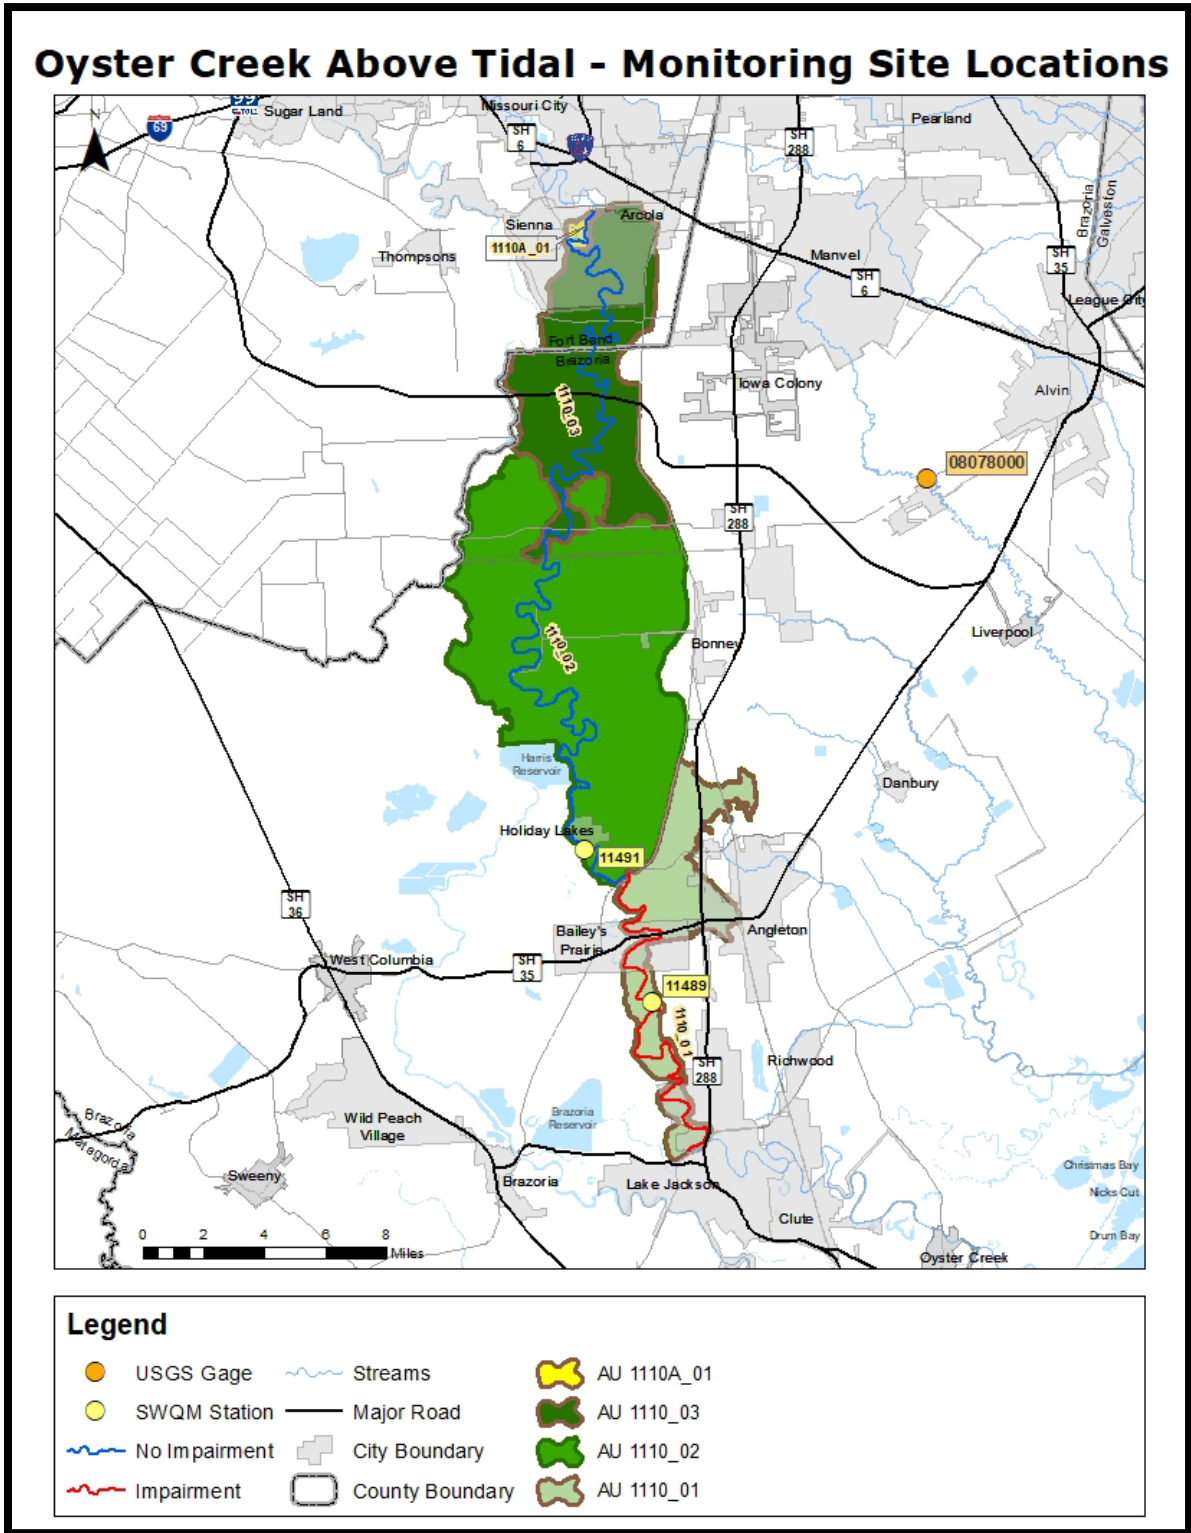 Oyster Creek Above Tidal - Monitoring Site Locations
99
Sugar Land
Missouri City
Pearland
N
69
SH
6
SH
288
Brazoria
Galveston
Arcola
Sienna
1110A_01
Thompsons
Manvel
SH
6
SH
35
League City
Fort Bend
Brazoria
Iowa Colony
Alvin
1110_03
08078000
SH
288
1110_02
Bonney
Liverpool
Harris
Reservoir
Danbury
Holiday Lakes
11491
SH
36
Bailey's
Prairie
Angleton
West Columbia
SH
35
11489
1110_01
SH
288
Richwood
Brazoria
Matagorda
Wild Peach
Village
Brazoria
Reservoir
Christmas Bay
Sweeny
Brazoria
Lake Jackson
Nicks Cut
Clute
Drum Bay
Oyster Creek
0 2 4 6 8
Miles
Legend
USGS Gage
Streams
AU 1110A_01
SWQM Station
Major Road
AU 1110_03
No Impairment
City Boundary
AU 1110_02
Impairment
County Boundary
AU 1110_01